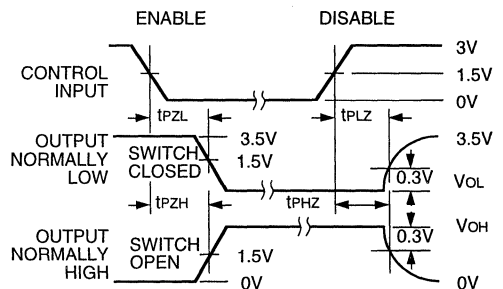 ENABLE
DISABLE
CONTROL
INPUT
3V
1.5V
0V
tPZL
tPLZ
OUTPUT
NORMALLY
LOW
SWITCH
CLOSED
3.5V
1.5V
3.5V
0.3V
VOL
tPZH
tPHZ
OUTPUT
NORMALLY
HIGH
SWITCH
OPEN
1.5V
0V
VOH
0.3V
0V